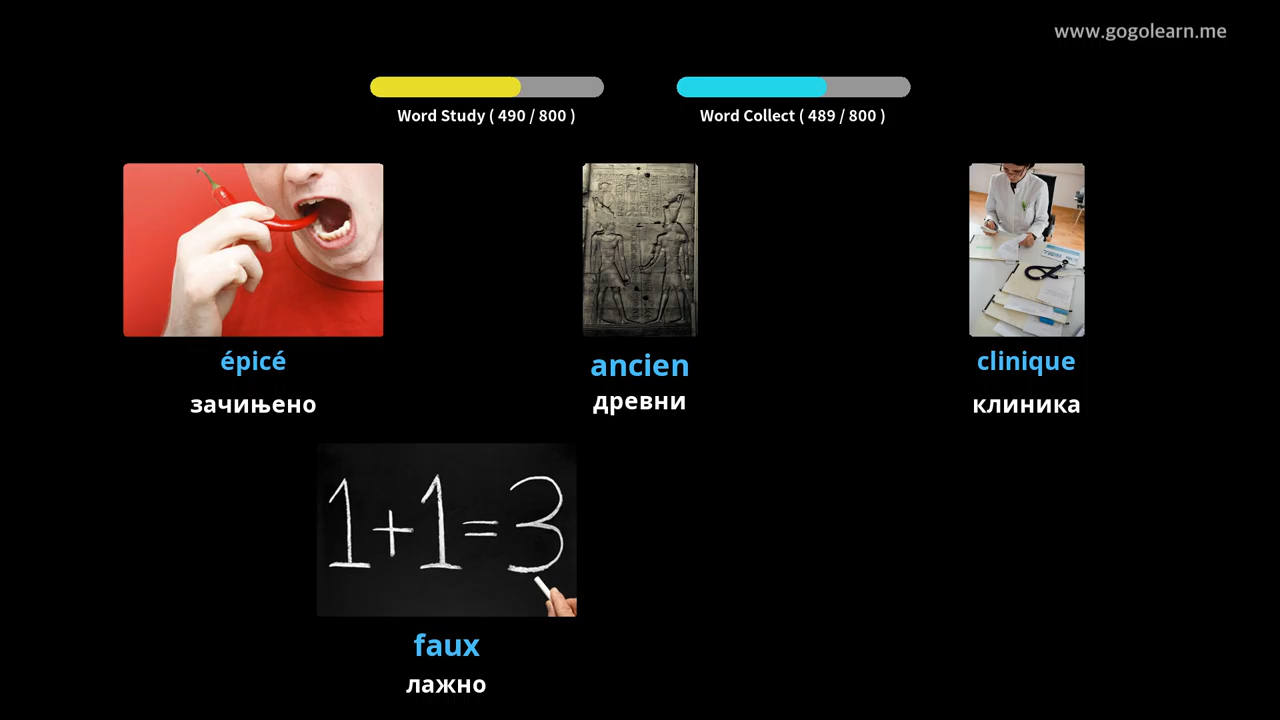 www.gogolearn.me
Word Study ( 490 / 800 )
Word Collect ( 489 / 800 )
épicé
зачињено
ancien
древни
clinique
клиника
1+1=3
faux
лажно